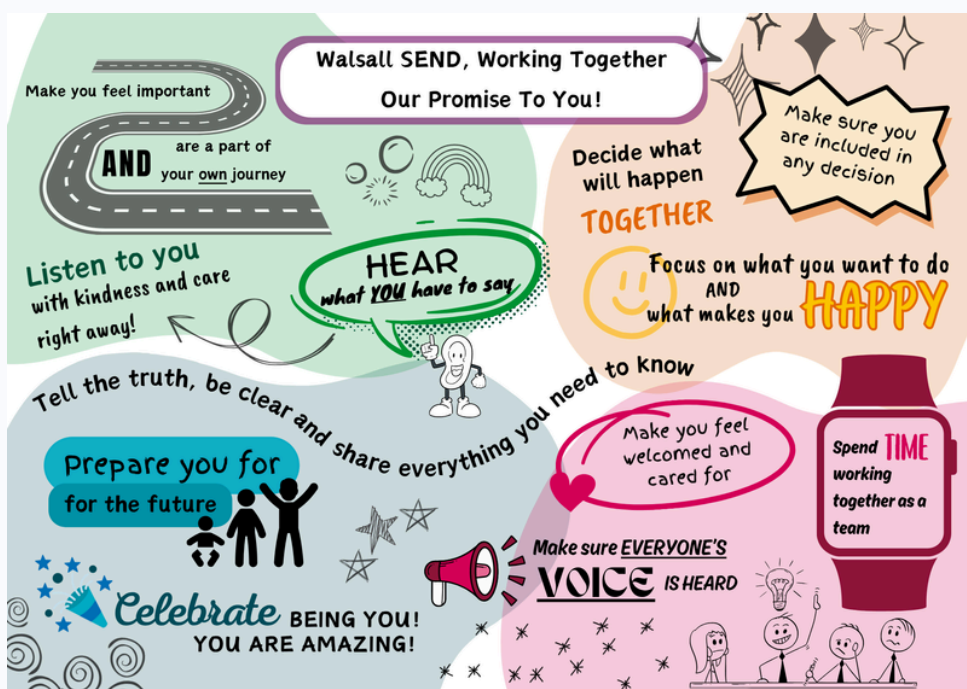 Walsall SEND, Working Together
Our Promise To You!
Make you feel important
AND
are a part of
your own journey
Listen to you
with kindness and care
right away!
HEAR
what YOU have to say
Decide what
will happen
TOGETHER
Make sure you
are included in
any decision
Focus on what you want to do
AND
what makes you HAPPY
Tell the truth, be clear and share everything you need to know
Prepare you for
for the future
Celebrate BEING YOU!
YOU ARE AMAZING!
Make you feel
welcomed and
cared for
Spend TIME
working
together as a
team
Make sure EVERYONE'S
VOICE IS HEARD